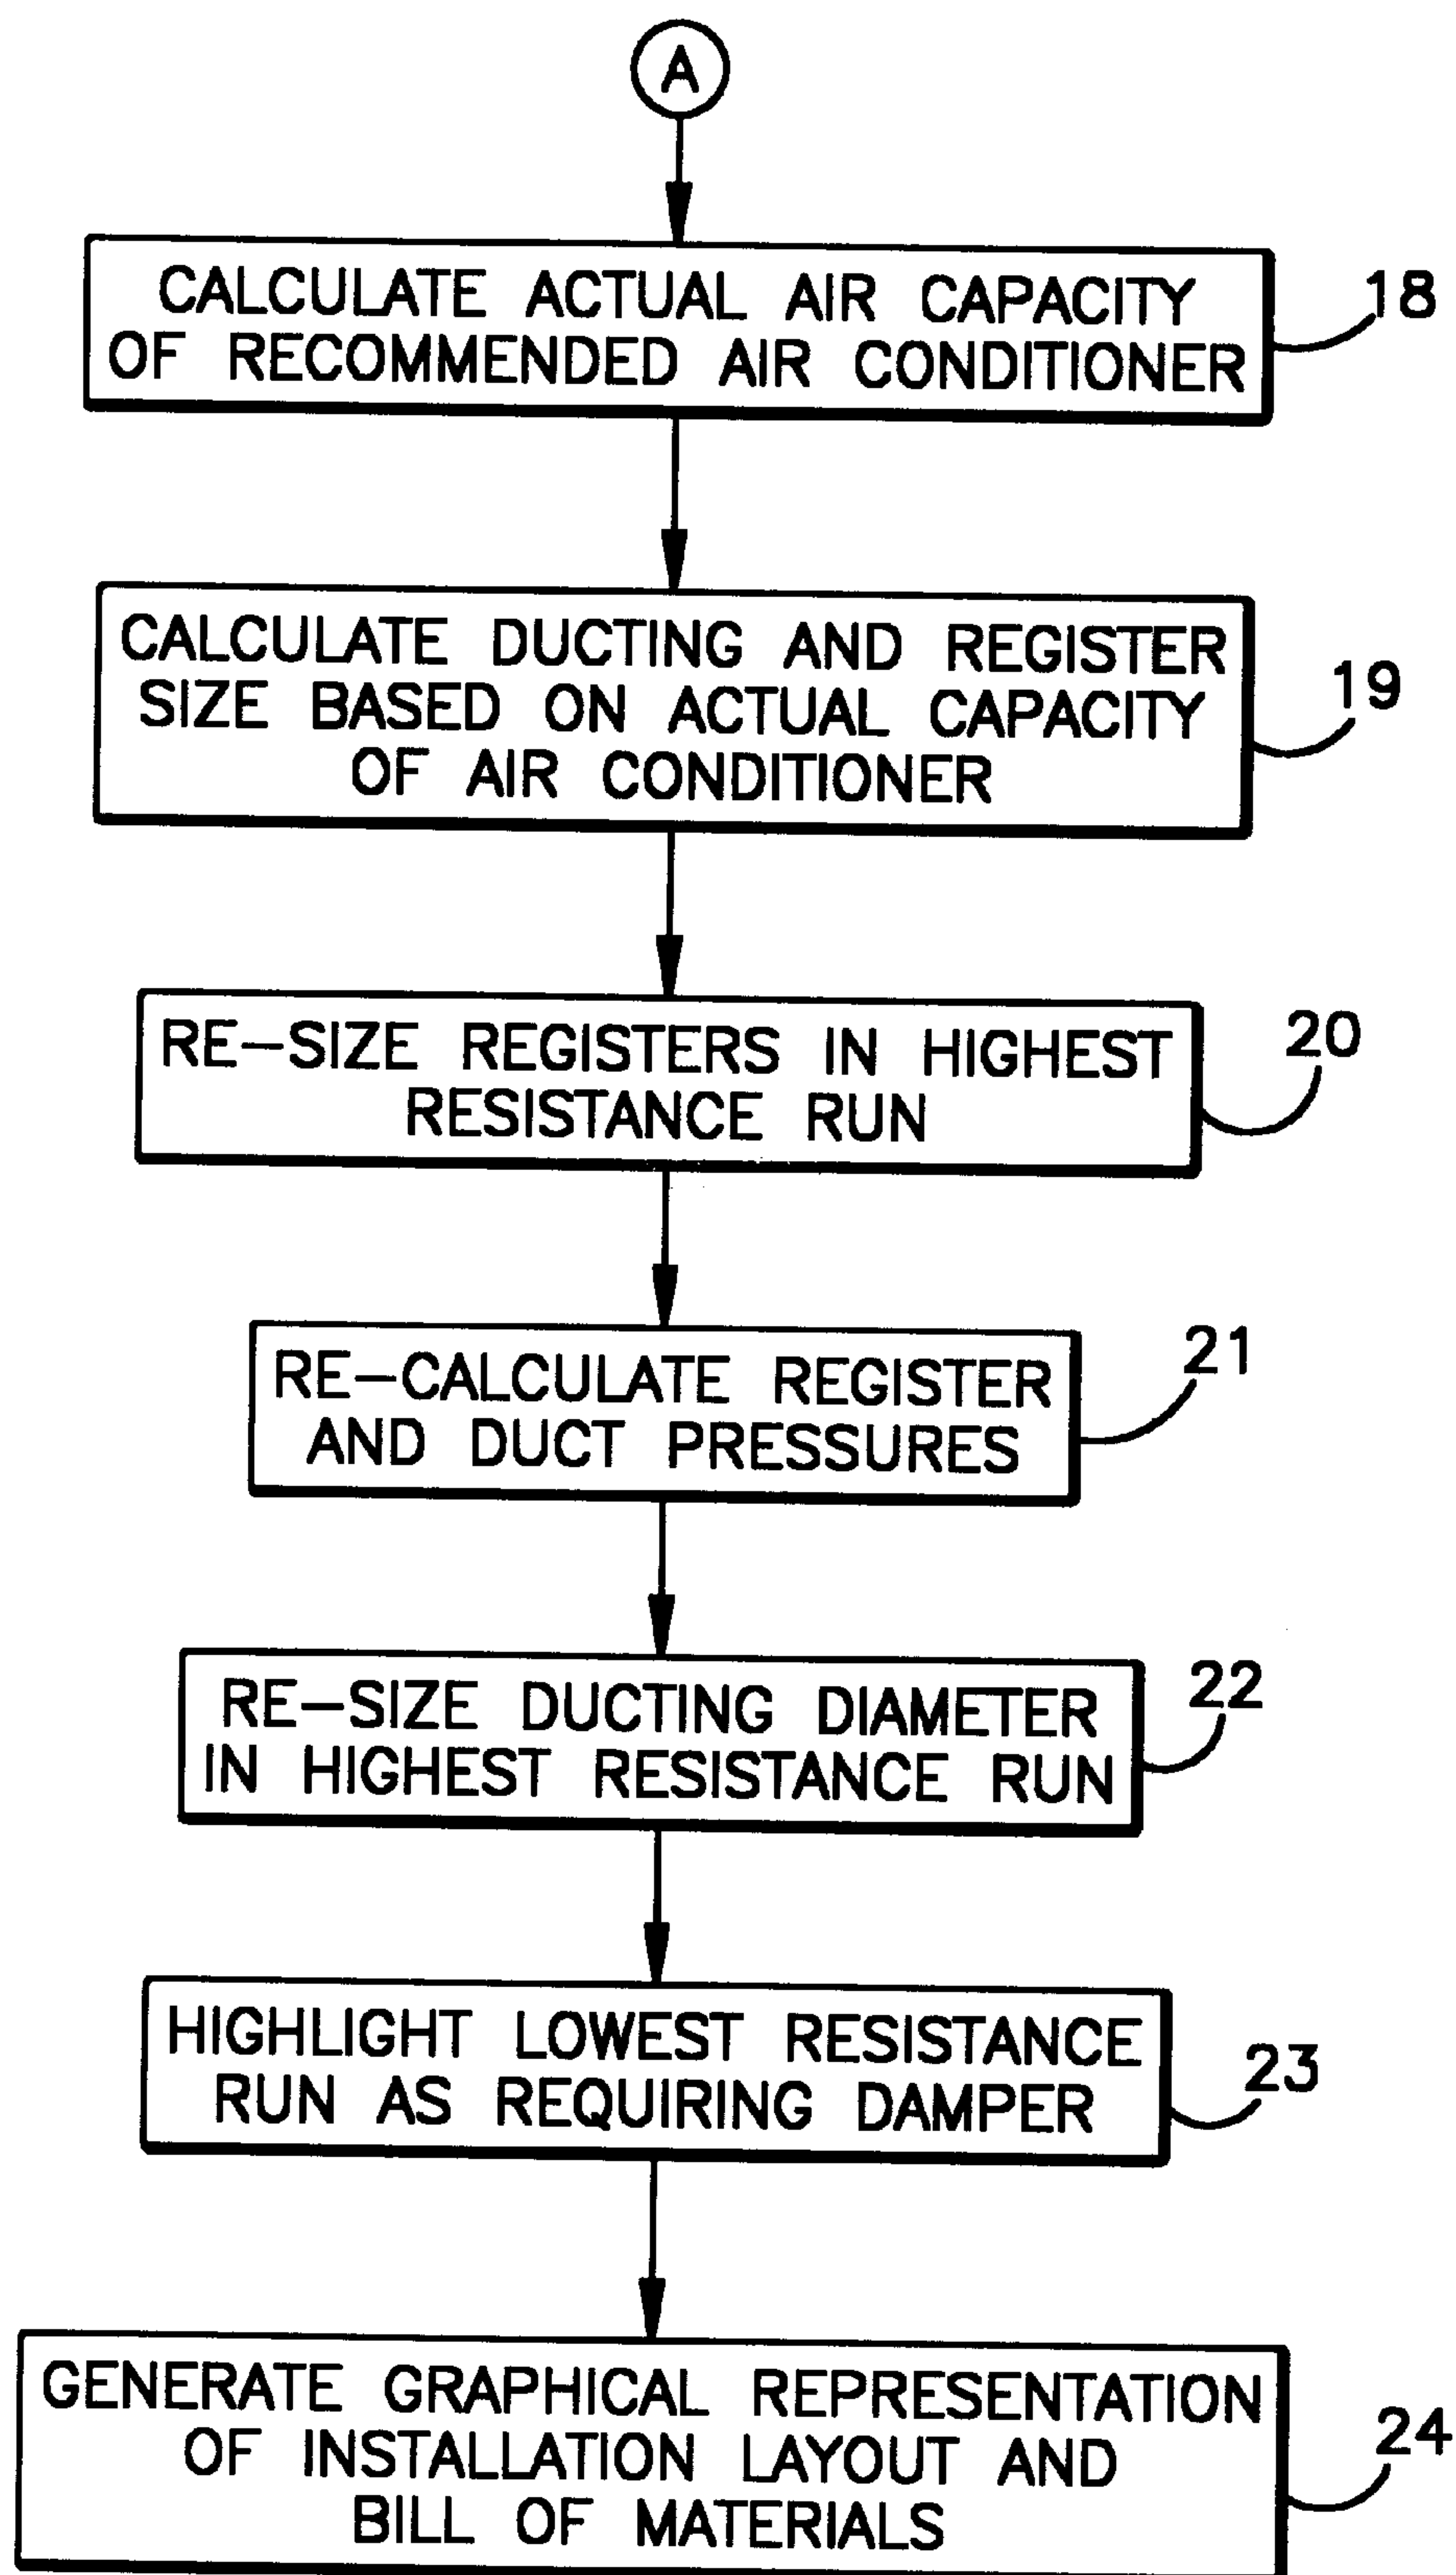 A
CALCULATE ACTUAL AIR CAPACITY
OF RECOMMENDED AIR CONDITIONER
18
CALCULATE DUCTING AND REGISTER
SIZE BASED ON ACTUAL CAPACITY
OF AIR CONDITIONER
19
RE-SIZE REGISTERS IN HIGHEST
RESISTANCE RUN
20
RE-CALCULATE REGISTER
AND DUCT PRESSURES
21
RE-SIZE DUCTING DIAMETER
IN HIGHEST RESISTANCE RUN
22
HIGHLIGHT LOWEST RESISTANCE
RUN AS REQUIRING DAMPER
23
GENERATE GRAPHICAL REPRESENTATION
OF INSTALLATION LAYOUT AND
BILL OF MATERIALS
24